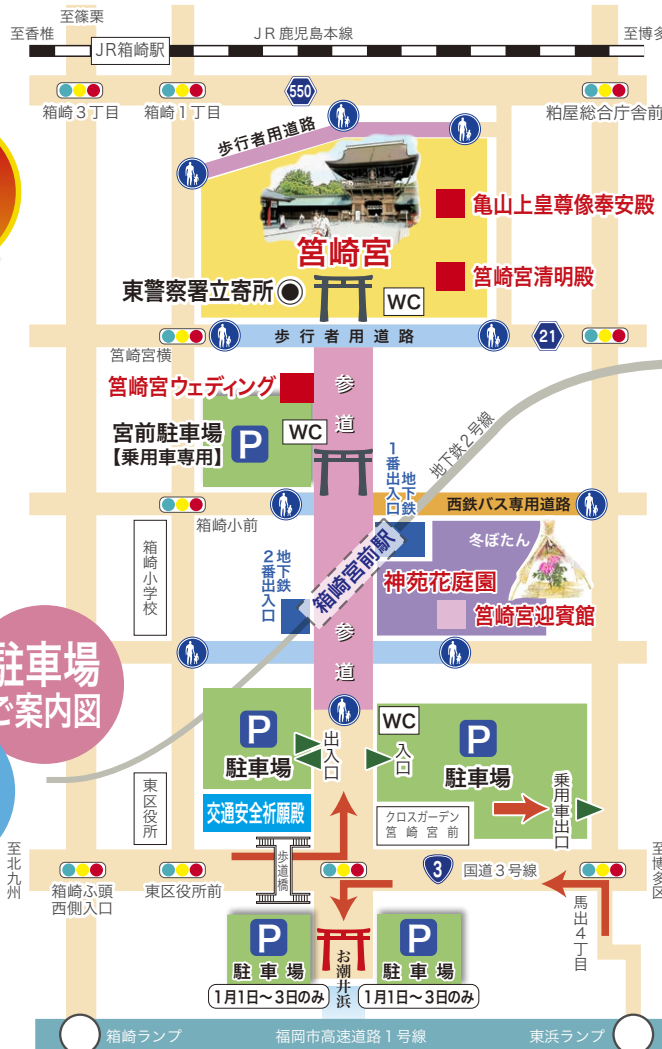 至篠栗
至香椎
JR箱崎駅
JR鹿児島本線
至博多
箱崎3丁目
箱崎1丁目
550
粕屋総合庁舎前
歩行者用道路
亀山上皇尊像奉安殿
筥崎宮
筥崎宮清明殿
東警察署立寄所
WC
歩行者用道路
21
筥崎宮横
筥崎宮ウェディング
参道
宮前駐車場
【乗用車専用】
P
WC
地下鉄2号線
地下鉄
1番出入口
西鉄バス専用道路
箱崎小前
箱崎小学校
冬ぼたん
箱崎宮前駅
神苑花庭園
地下鉄
2番出入口
筥崎宮迎賓館
参道
駐車場
ご案内図
P
駐車場
出入口
WC
入口
P
駐車場
乗用車出口
東区役所
交通安全祈願殿
クロスガーデン
筥崎宮前
歩道橋
至北九州
至博多区
箱崎ふ頭
西側入口
東区役所前
3
国道3号線
馬出4丁目
P
駐車場
1月1日〜3日のみ
お潮井浜
P
駐車場
1月1日〜3日のみ
箱崎ランプ
福岡市高速道路1号線
東浜ランプ